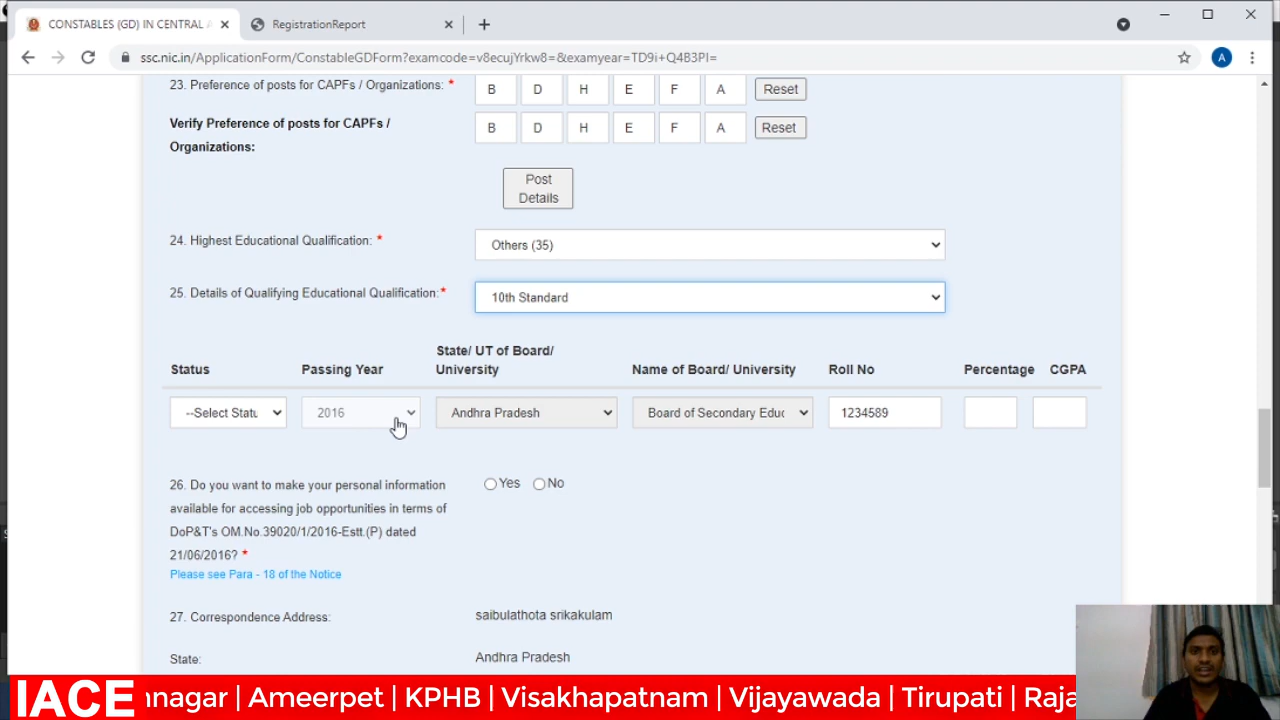 CONSTABLES (GD) IN CENTRAL A
RegistrationReport
ssc.nic.in/ApplicationForm/ConstableGDForm?examcode=v8ecujYrkw8=&examyear=TD9i+Q4B3PI=
A
23. Preference of posts for CAPFs / Organizations: *
B D H E F A Reset
Verify Preference of posts for CAPFs /
Organizations:
B D H E F A Reset
Post
Details
24. Highest Educational Qualification: *
Others (35)
25. Details of Qualifying Educational Qualification:*
10th Standard
Status
Passing Year
State/ UT of Board/
University
Name of Board/ University
Roll No
Percentage
CGPA
--Select Statu
2016
Andhra Pradesh
Board of Secondary Educ
1234589
26. Do you want to make your personal information
available for accessing job opportunities in terms of
DoP&T's OM.No.39020/1/2016-Estt.(P) dated
21/06/2016? *
Yes No
Please see Para - 18 of the Notice
27. Correspondence Address:
saibulathota srikakulam
State:
Andhra Pradesh
IACE
nnagar | Ameerpet | KPHB | Visakhapatnam | Vijayawada | Tirupati | Raja